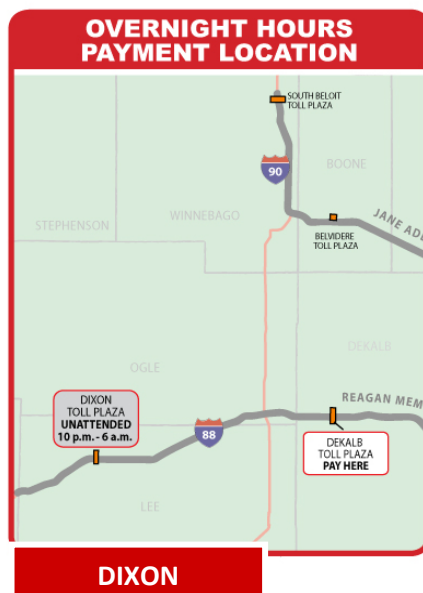 OVERNIGHT HOURS
PAYMENT LOCATION
SOUTH BELOIT
TOLL PLAZA
90
BOONE
WINNEBAGO
STEPHENSON
JANE ADD
BELVIDERE
TOLL PLAZA
DEKALB
OGLE
REAGAN MEM
DIXON
TOLL PLAZA
UNATTENDED
10 p.m. - 6 a.m.
88
DEKALB
TOLL PLAZA
PAY HERE
LEE
DIXON